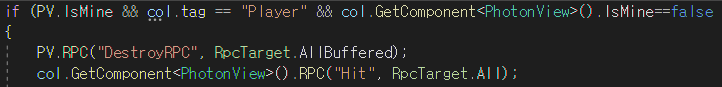 if (PV.IsMine && col.tag == "Player" && col.GetComponent<PhotonView>().IsMine==false
{
PV.RPC("DestroyRPC", RpcTarget.AllBuffered);
col.GetComponent<PhotonView>().RPC("Hit", RpcTarget.All);